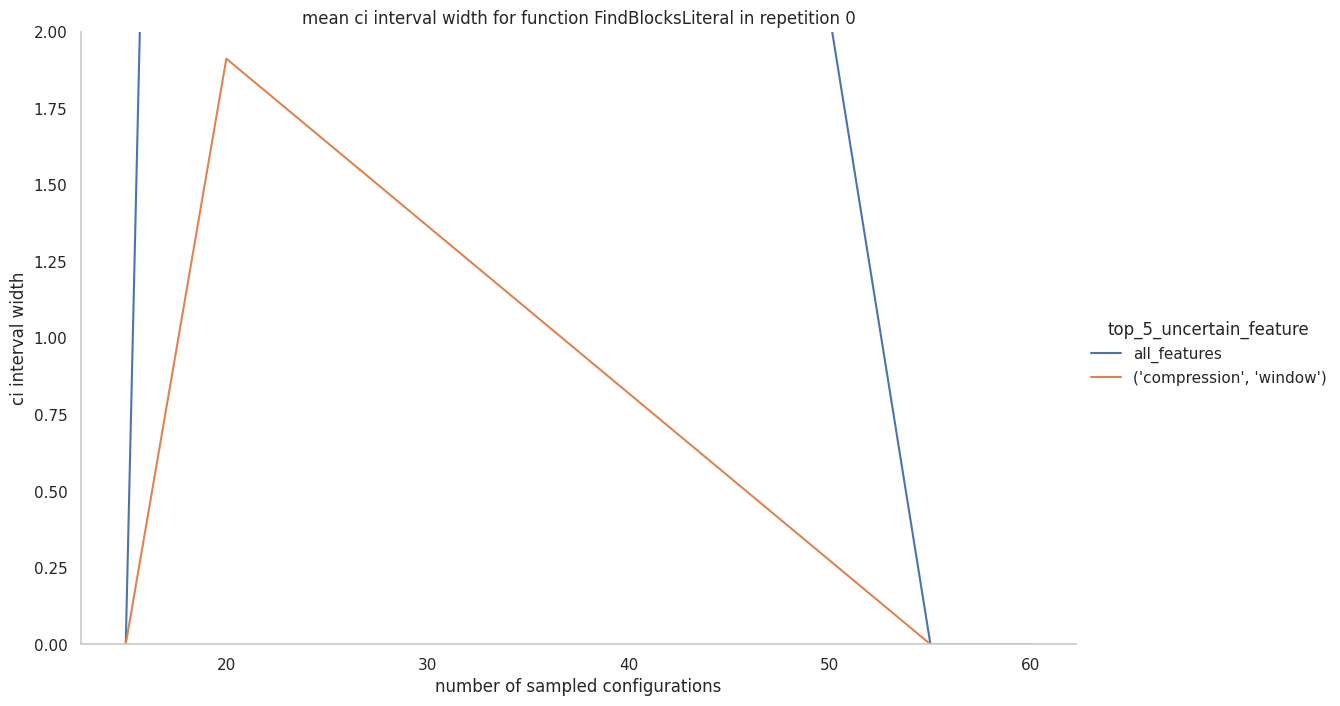 mean ci interval width for function FindBlocksLiteral in repetition 0
2.00
1.75
1.50
1.25
1.00
0.75
0.50
0.25
0.00
ci interval width
20
30
40
50
60
number of sampled configurations
top_5_uncertain_feature
all_features
('compression', 'window')